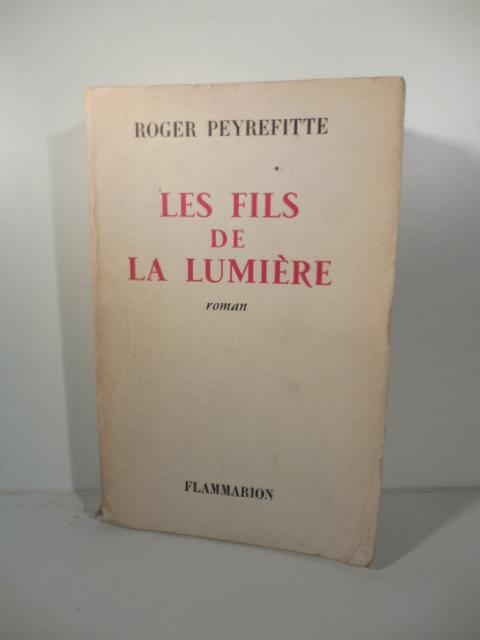 ROGER PEYREFITTE
LES FILS
DE
LA LUMIÈRE
roman
FLAMMARION